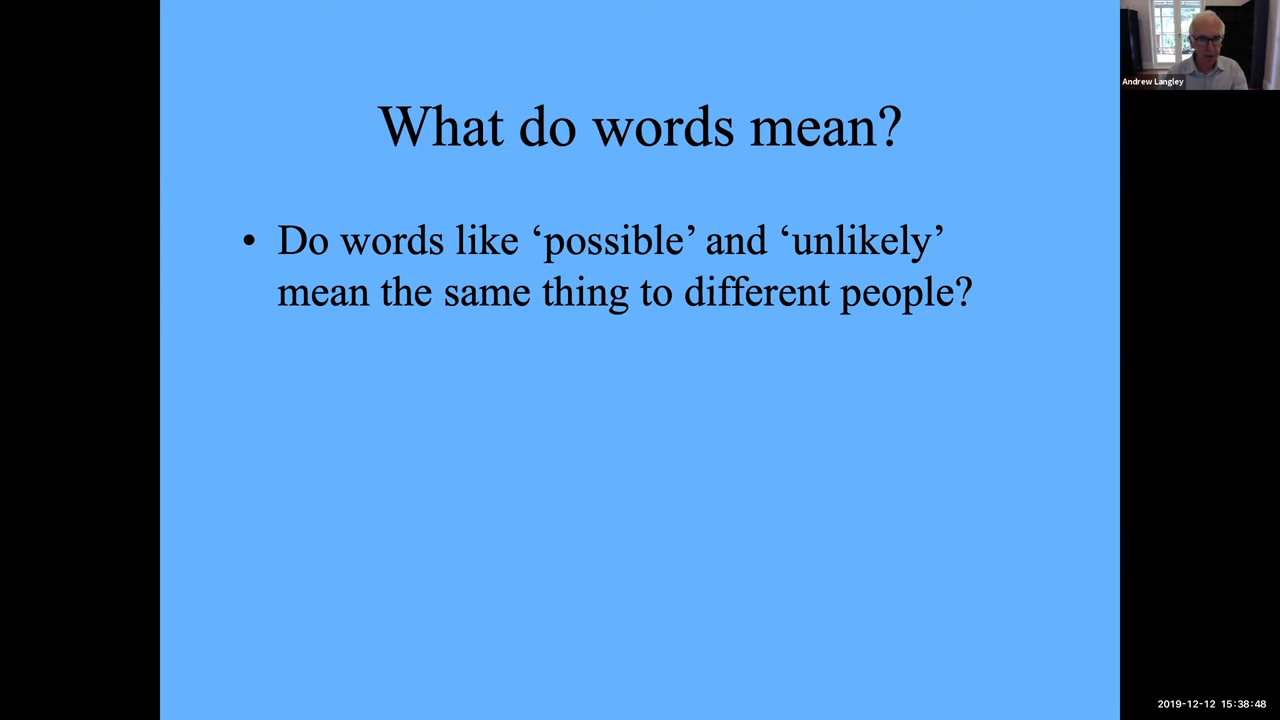 What do words mean?
• Do words like ‘possible’ and ‘unlikely’
mean the same thing to different people?
Andrew Langley
2019-12-12 15:38:48